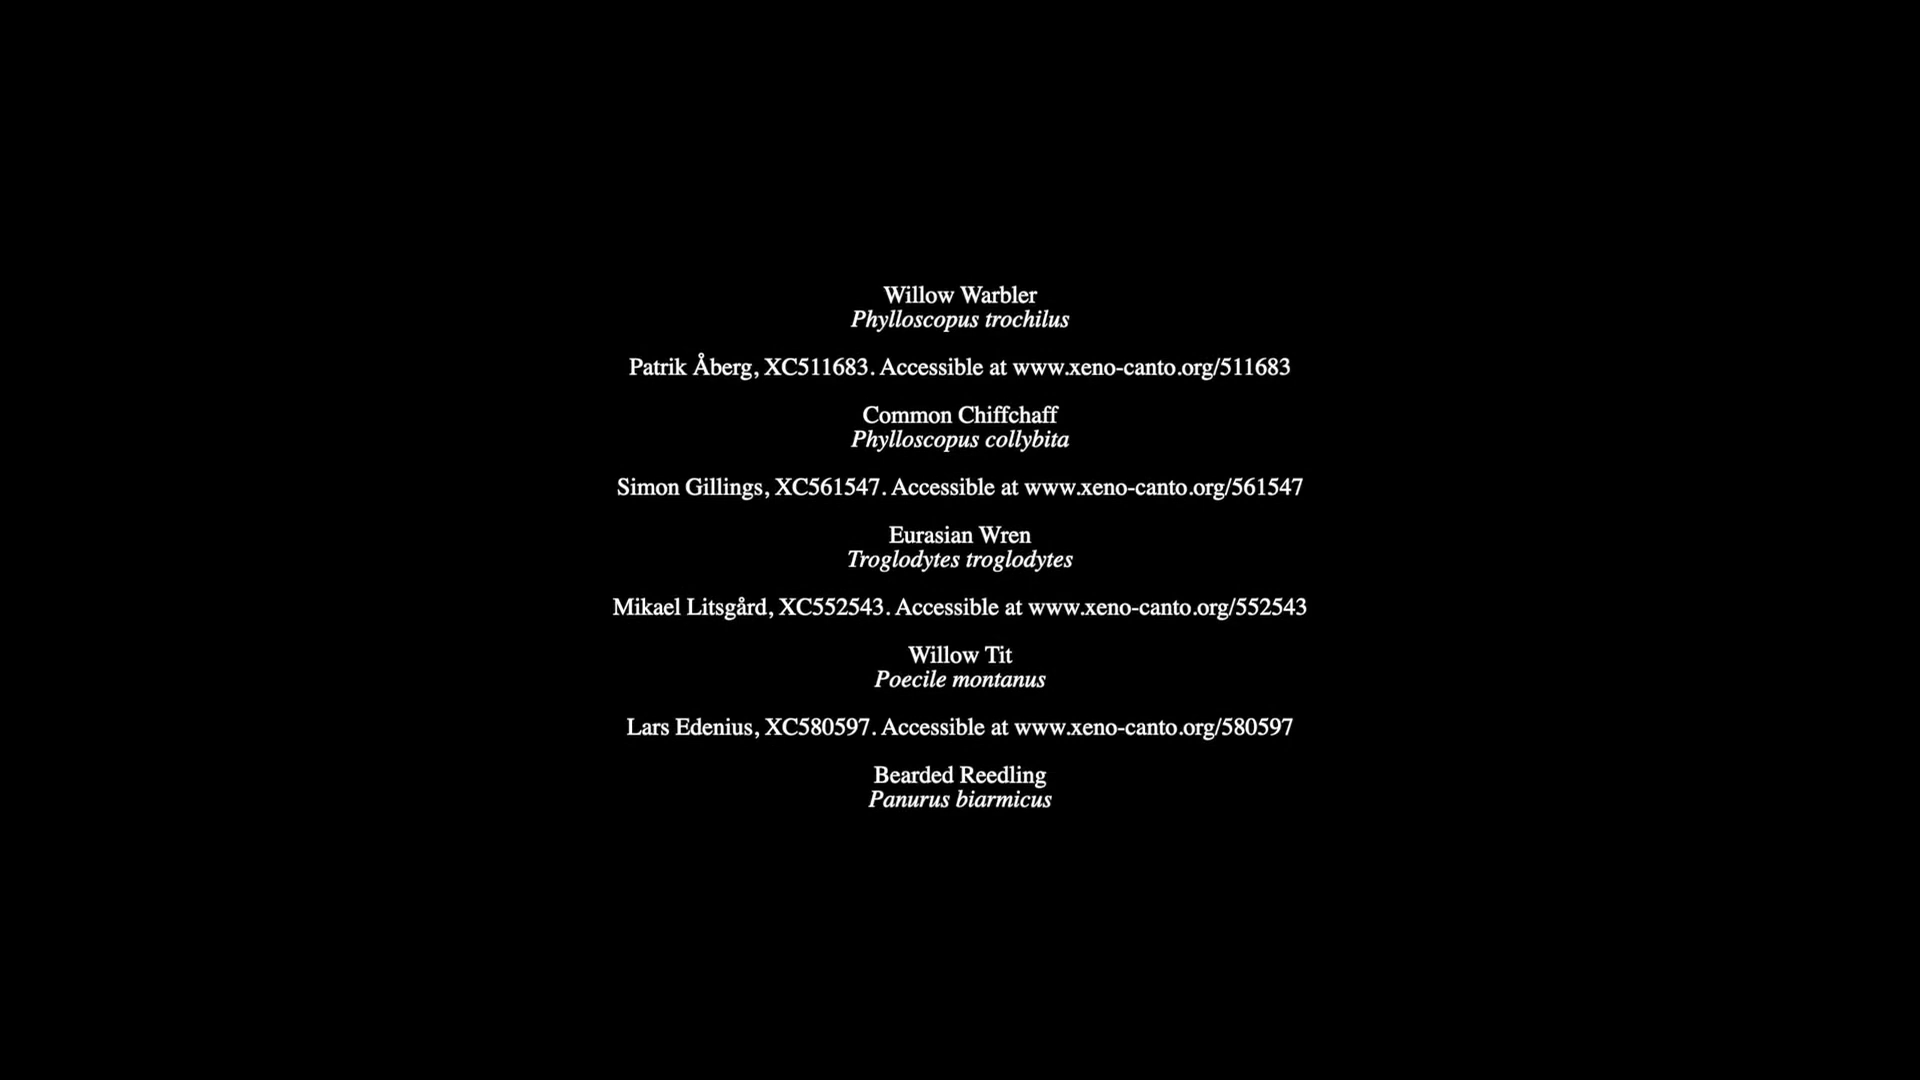 Willow Warbler
Phylloscopus trochilus
Patrik Åberg, XC511683. Accessible at www.xeno-canto.org/511683
Common Chiffchaff
Phylloscopus collybita
Simon Gillings, XC561547. Accessible at www.xeno-canto.org/561547
Eurasian Wren
Troglodytes troglodytes
Mikael Litsgård, XC552543. Accessible at www.xeno-canto.org/552543
Willow Tit
Poecile montanus
Lars Edenius, XC580597. Accessible at www.xeno-canto.org/580597
Bearded Reedling
Panurus biarmicus